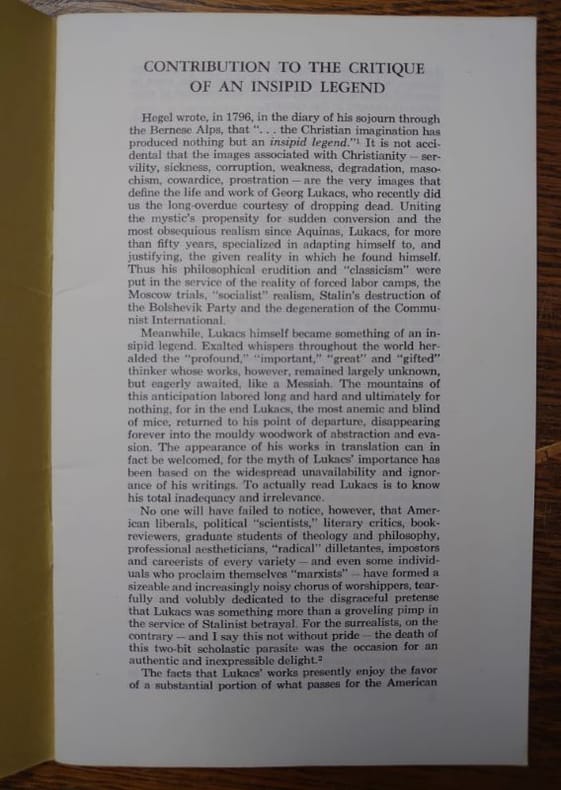 CONTRIBUTION TO THE CRITIQUE
OF AN INSIPID LEGEND
Hegel wrote, in 1796, in the diary of his sojourn through
the Bernese Alps, that “. . . the Christian imagination has
produced nothing but an insipid legend.”¹ It is not acci-
dental that the images associated with Christianity — ser-
vility, sickness, corruption, weakness, degradation, maso-
chism, cowardice, prostration — are the very images that
define the life and work of Georg Lukacs, who recently did
us the long-overdue courtesy of dropping dead. Uniting
the mystic’s propensity for sudden conversion and the
most obsequious realism since Aquinas, Lukacs, for more
than fifty years, specialized in adapting himself to, and
justifying, the given reality in which he found himself.
Thus his philosophical erudition and “classicism” were
put in the service of the reality of forced labor camps, the
Moscow trials, “socialist” realism, Stalin’s destruction of
the Bolshevik Party and the degeneration of the Commu-
nist International.
Meanwhile, Lukacs himself became something of an in-
sipid legend. Exalted whispers throughout the world her-
alded the “profound,” “important,” “great” and “gifted”
thinker whose works, however, remained largely unknown,
but eagerly awaited, like a Messiah. The mountains of
this anticipation labored long and hard and ultimately for
nothing, for in the end Lukacs, the most anemic and blind
of mice, returned to his point of departure, disappearing
forever into the mouldy woodwork of abstraction and eva-
sion. The appearance of his works in translation can in
fact be welcomed, for the myth of Lukacs’ importance has
been based on the widespread unavailability and ignor-
ance of his writings. To actually read Lukacs is to know
his total inadequacy and irrelevance.
No one will have failed to notice, however, that Amer-
ican liberals, political “scientists,” literary critics, book-
reviewers, graduate students of theology and philosophy,
professional aestheticians, “radical” dilletantes, impostors
and careerists of every variety — and even some individ-
uals who proclaim themselves “marxists” — have formed a
sizeable and increasingly noisy chorus of worshippers, tear-
fully and volubly dedicated to the disgraceful pretense
that Lukacs was something more than a groveling pimp in
the service of Stalinist betrayal. For the surrealists, on the
contrary — and I say this not without pride — the death of
this two-bit scholastic parasite was the occasion for an
authentic and inexpressible delight.²
The facts that Lukacs’ works presently enjoy the favor
of a substantial portion of what passes for the American